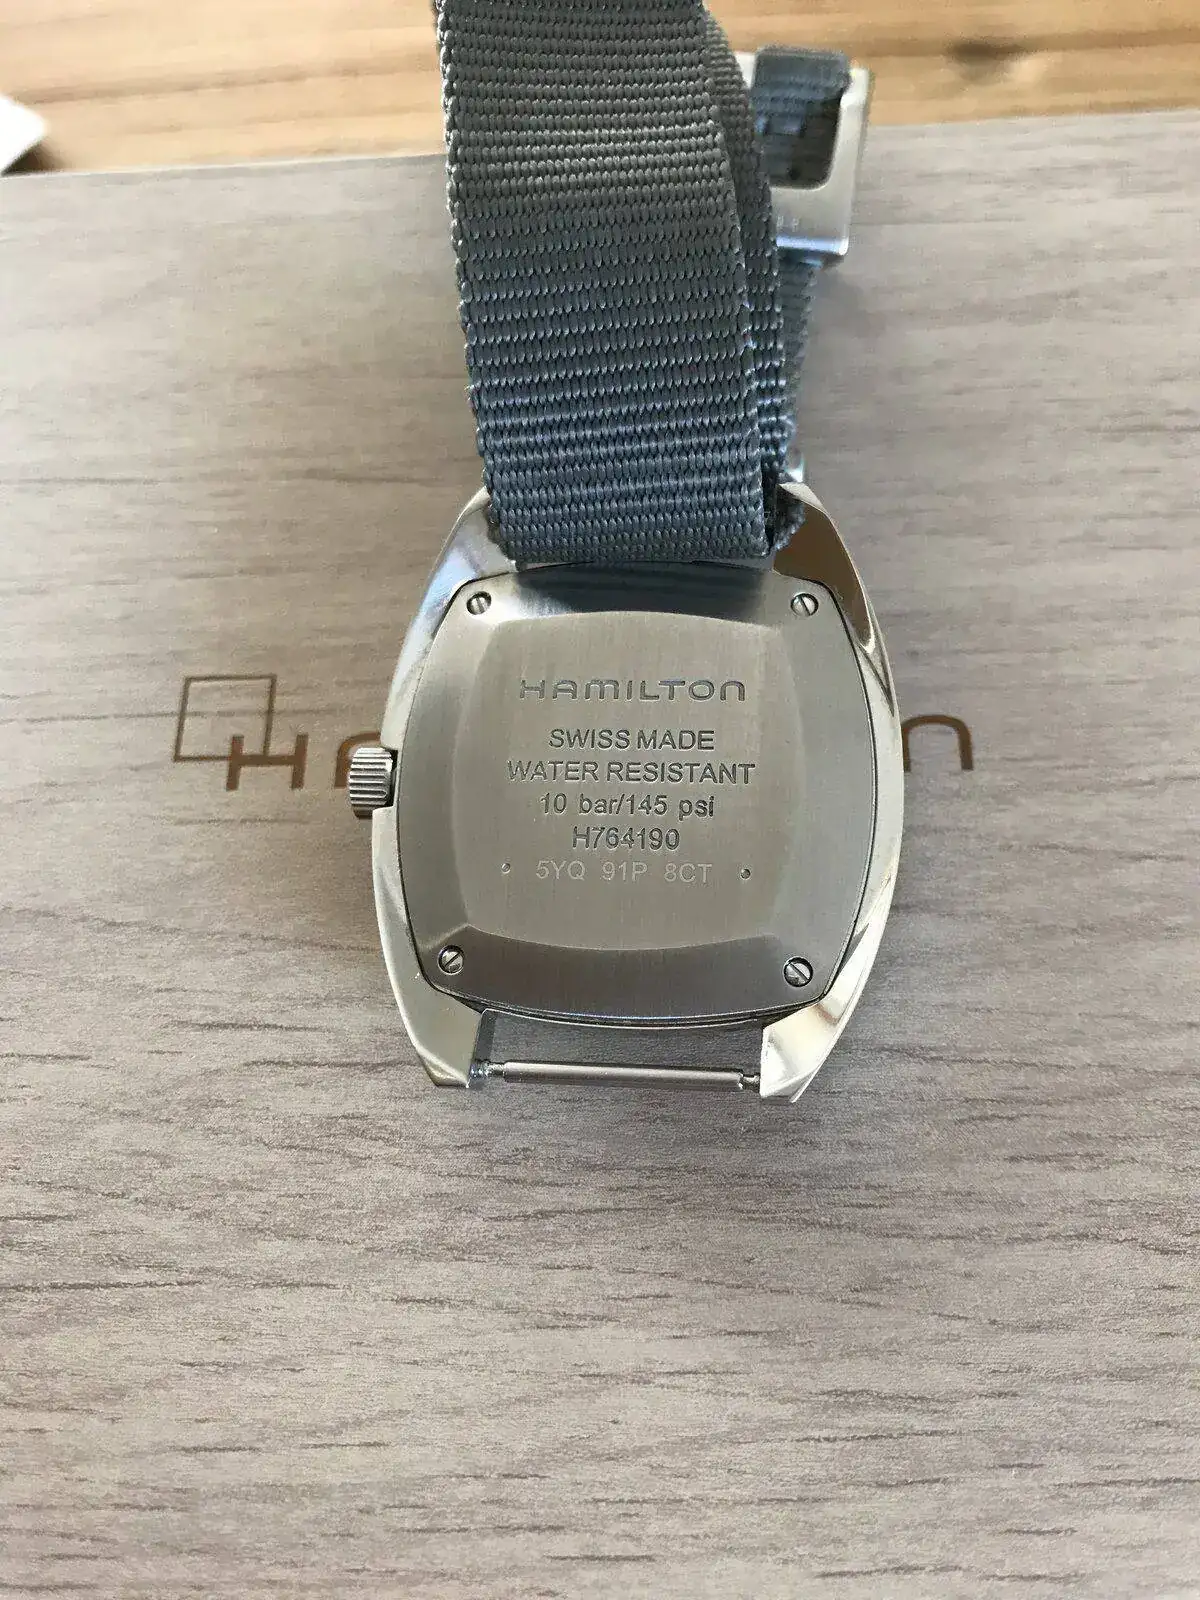 HAMILTON
SWISS MADE
WATER RESISTANT
10 bar/145 psi
H764190
5YQ 91P 8CT